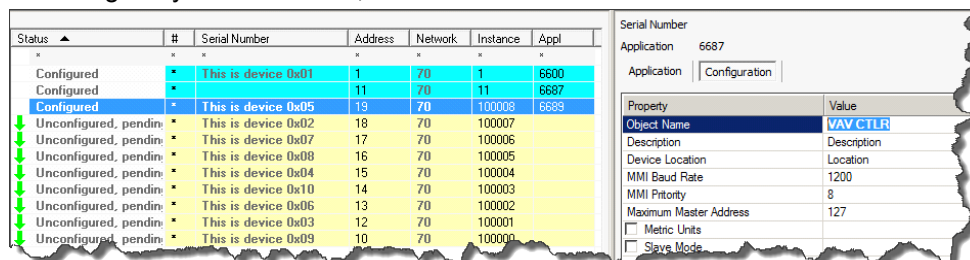 Status # Serial Number Address Network Instance Appl
* * * * * * *
Configured * This is device 0x01 1 70 1 6600
Configured * 11 70 11 6687
Configured * This is device 0x05 19 70 100008 6689
Unconfigured, pendin * This is device 0x02 18 70 100007
Unconfigured, pendin * This is device 0x07 17 70 100006
Unconfigured, pendin * This is device 0x08 16 70 100005
Unconfigured, pendin * This is device 0x04 15 70 100004
Unconfigured, pendin * This is device 0x10 14 70 100003
Unconfigured, pendin * This is device 0x06 13 70 100002
Unconfigured, pendin * This is device 0x03 12 70 100001
Unconfigured, pendin * This is device 0x09 10 70 100000
Serial Number
Application 6687
Application Configuration
Property Value
Object Name VAV CTLR
Description Description
Device Location Location
MMI Baud Rate 1200
MMI Priority 8
Maximum Master Address 127
Metric Units
Slave Mode